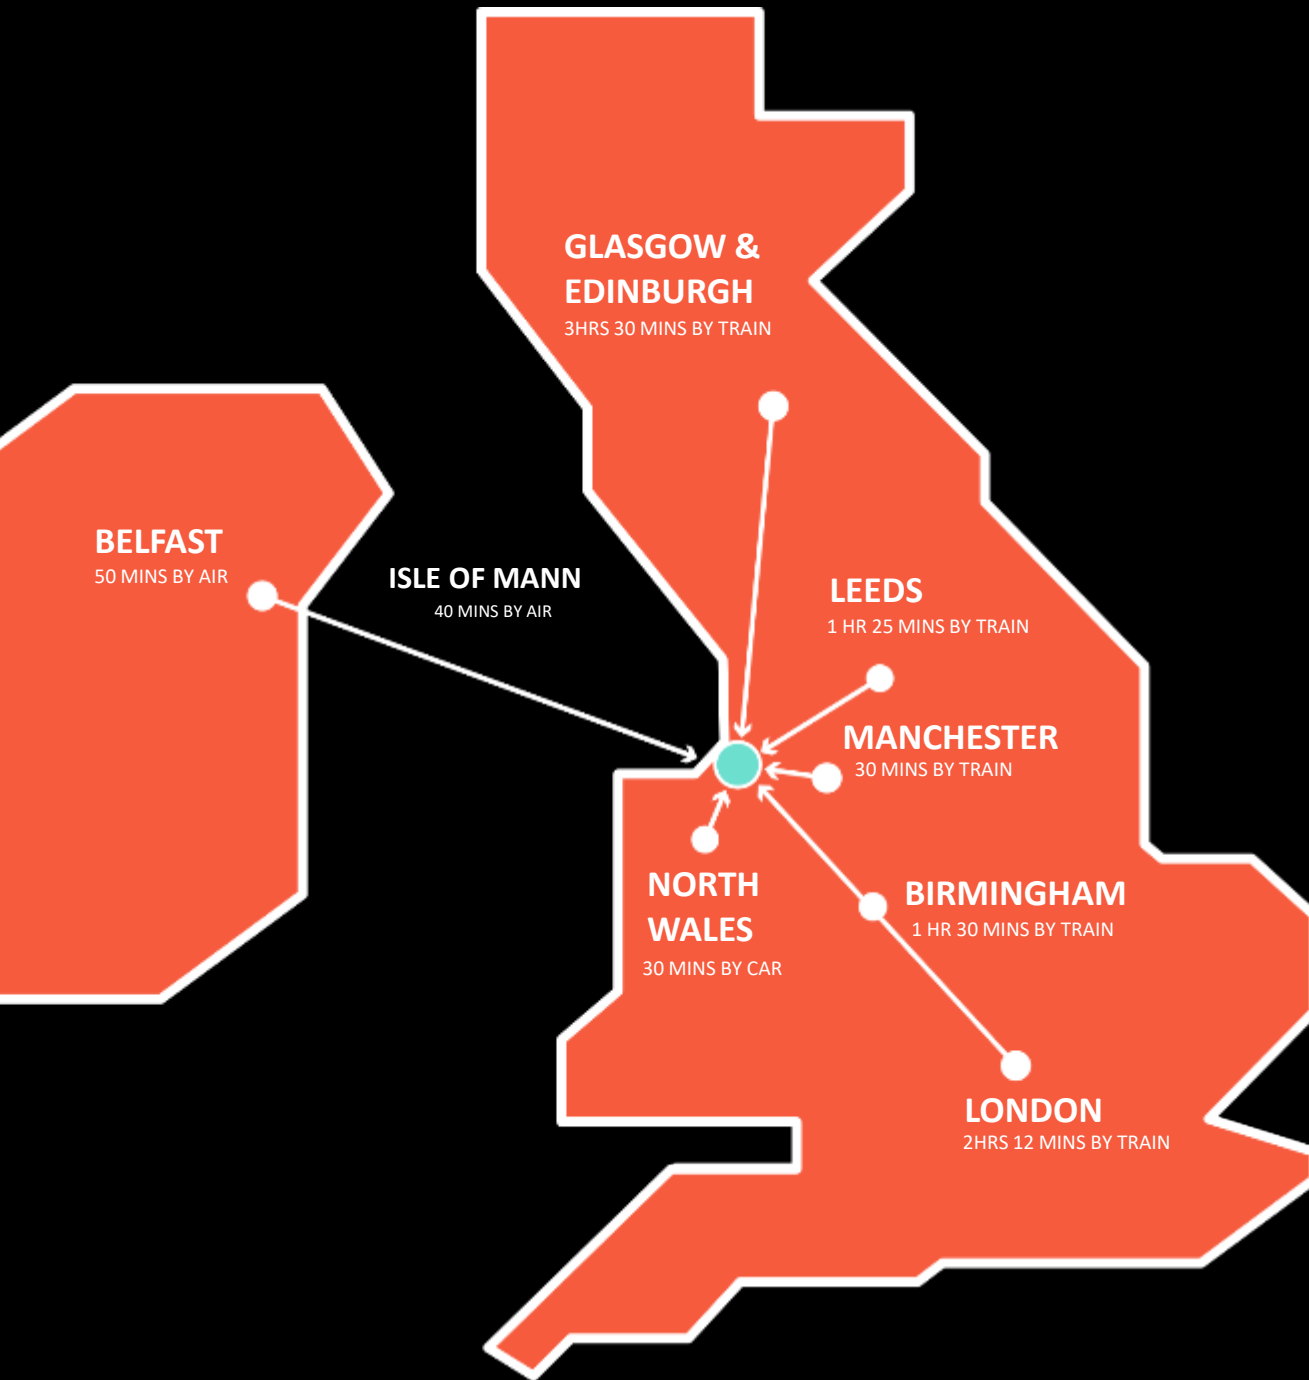 GLASGOW &
EDINBURGH
3HRS 30 MINS BY TRAIN
BELFAST
50 MINS BY AIR
ISLE OF MANN
40 MINS BY AIR
LEEDS
1 HR 25 MINS BY TRAIN
MANCHESTER
30 MINS BY TRAIN
NORTH
WALES
30 MINS BY CAR
BIRMINGHAM
1 HR 30 MINS BY TRAIN
LONDON
2HRS 12 MINS BY TRAIN